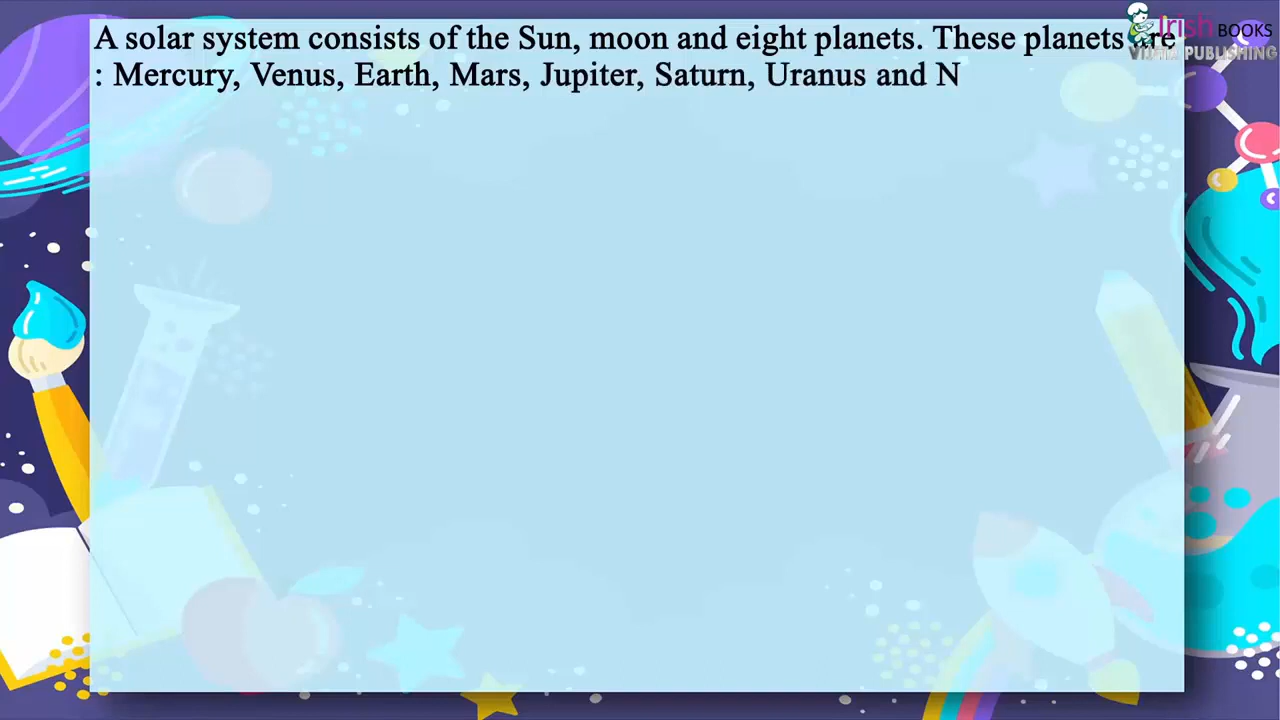 A solar system consists of the Sun, moon and eight planets. These planets are
: Mercury, Venus, Earth, Mars, Jupiter, Saturn, Uranus and N
Irish BOOKS
PUBLISHING